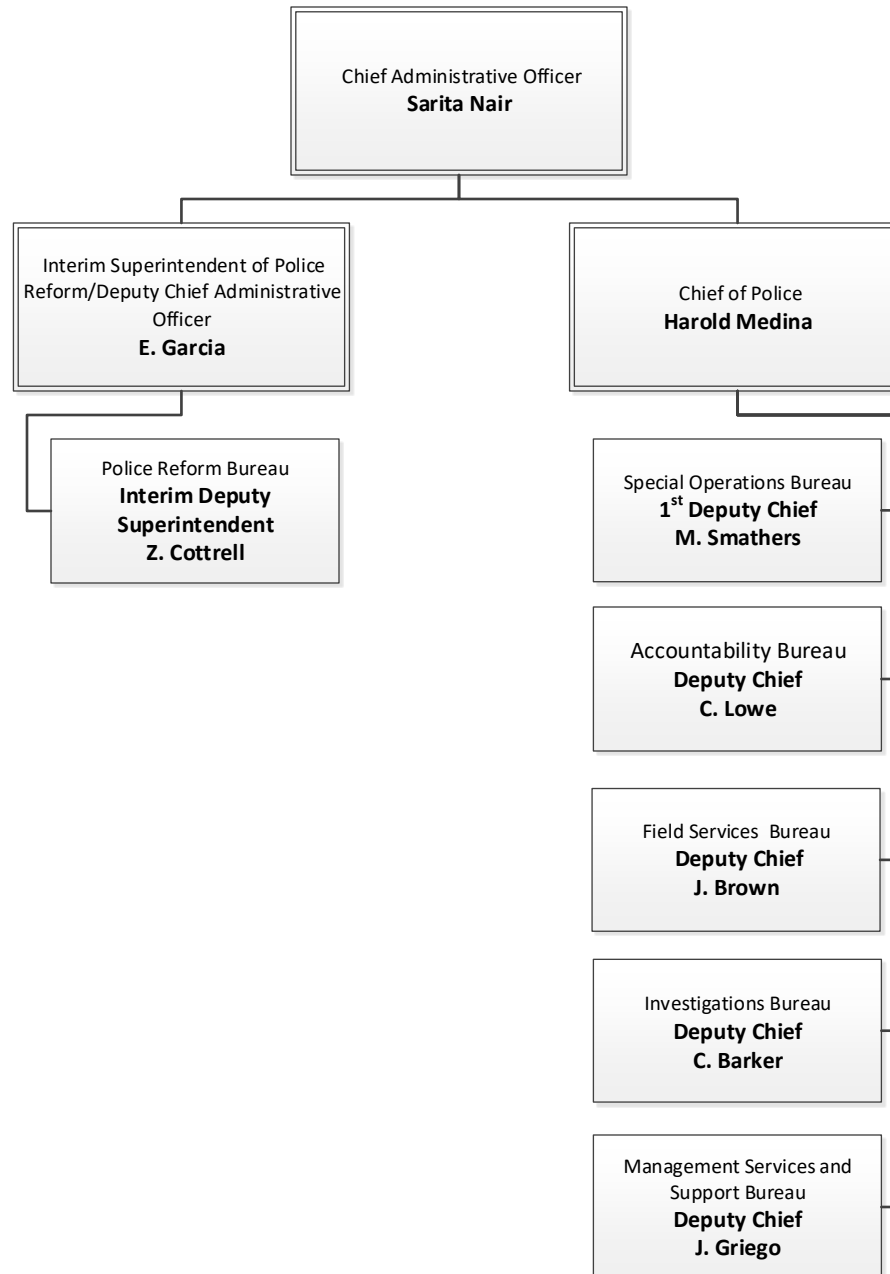 Chief Administrative Officer
Sarita Nair
Interim Superintendent of Police
Reform/Deputy Chief Administrative
Officer
E. Garcia
Chief of Police
Harold Medina
Police Reform Bureau
Interim Deputy
Superintendent
Z. Cottrell
Special Operations Bureau
1st Deputy Chief
M. Smathers
Accountability Bureau
Deputy Chief
C. Lowe
Field Services  Bureau
Deputy Chief
J. Brown
Investigations Bureau
Deputy Chief
C. Barker
Management Services and
Support Bureau
Deputy Chief
J. Griego